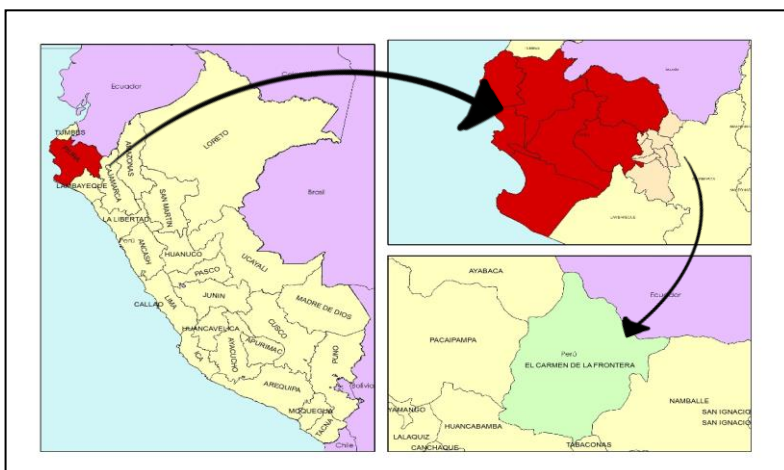 Ecuador
TUMBES
PIURA
LAMBAYEQUE
AMAZONAS
CAJAMARCA
LORETO
SAN MARTIN
Brasil
LA LIBERTAD
Perú
ANCASH
HUANUCO
UCAYALI
PASCO
LIMA
CALLAO
JUNIN
MADRE DE DIOS
CUSCO
HUANCAVELICA
ICA
AYACUCHO
APURIMAC
PUNO
AREQUIPA
Bolivia
MOQUEGUA
TACNA
Chile
AYABACA
Ecuador
PACAIPAMPA
Perú
EL CARMEN DE LA FRONTERA
NAMBALLE
SAN IGNACIO
SAN IGNACIO
YAMANGO
HUANCABAMBA
LALAQUIZ
CANCHAQUE
TABACONAS